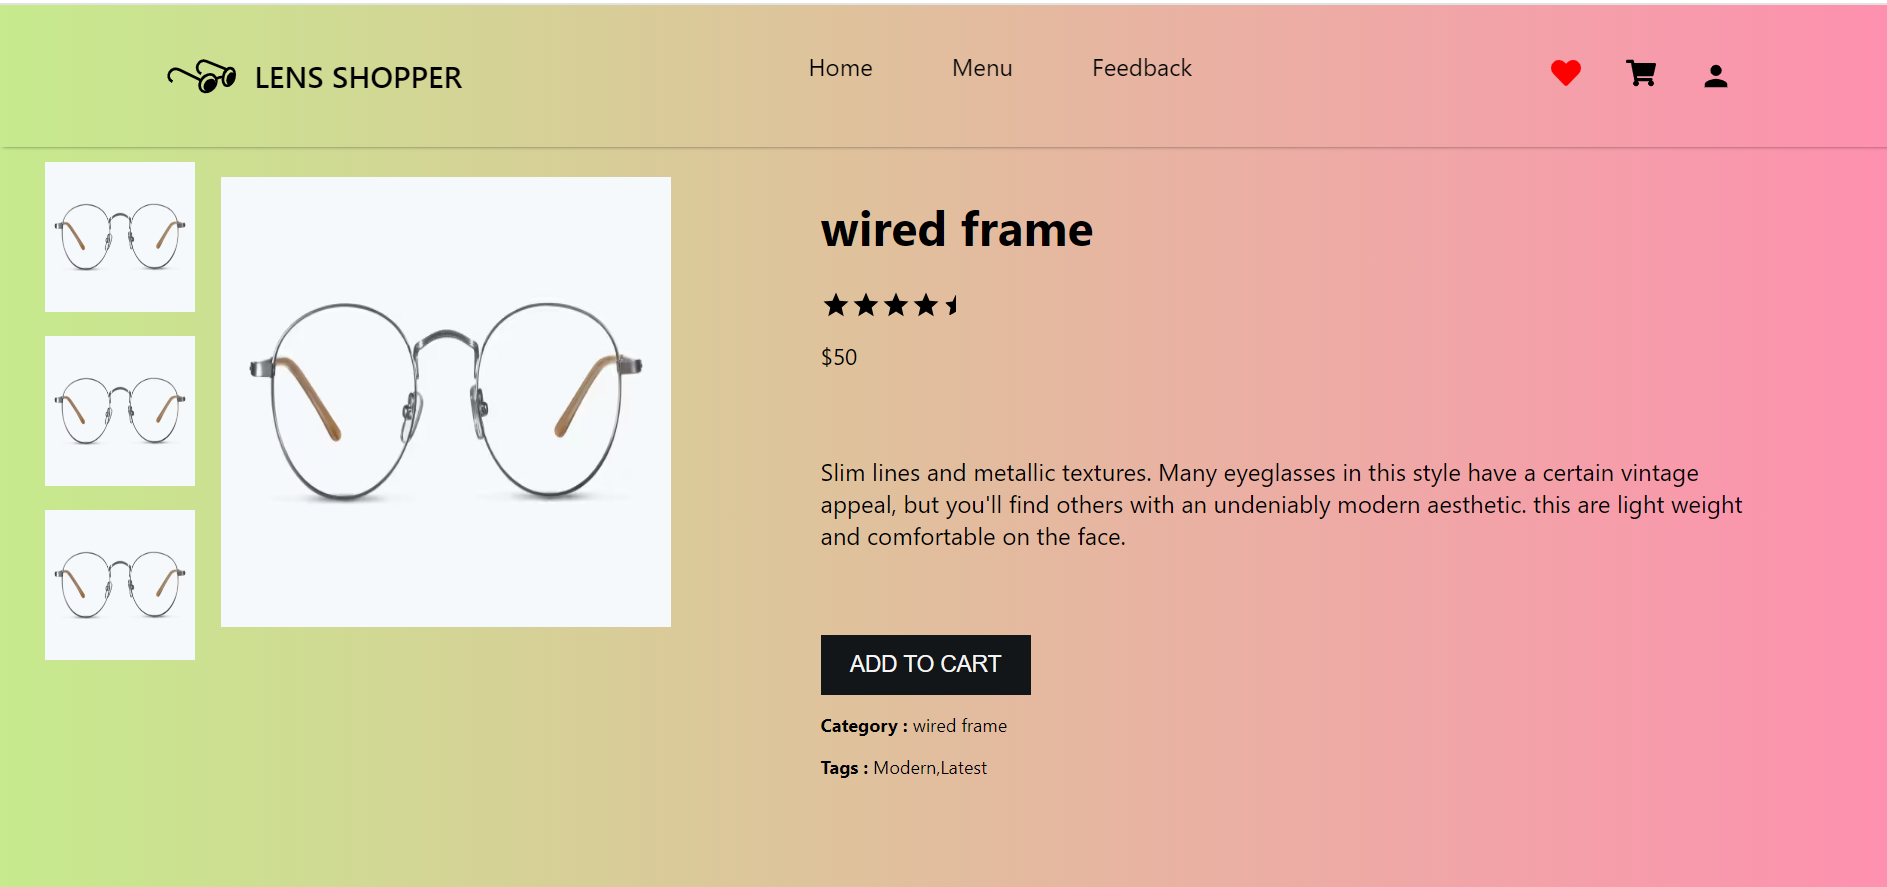 LENS SHOPPER
Home Menu Feedback
wired frame
$50
Slim lines and metallic textures. Many eyeglasses in this style have a certain vintage
appeal, but you'll find others with an undeniably modern aesthetic. this are light weight
and comfortable on the face.
ADD TO CART
Category : wired frame
Tags : Modern,Latest